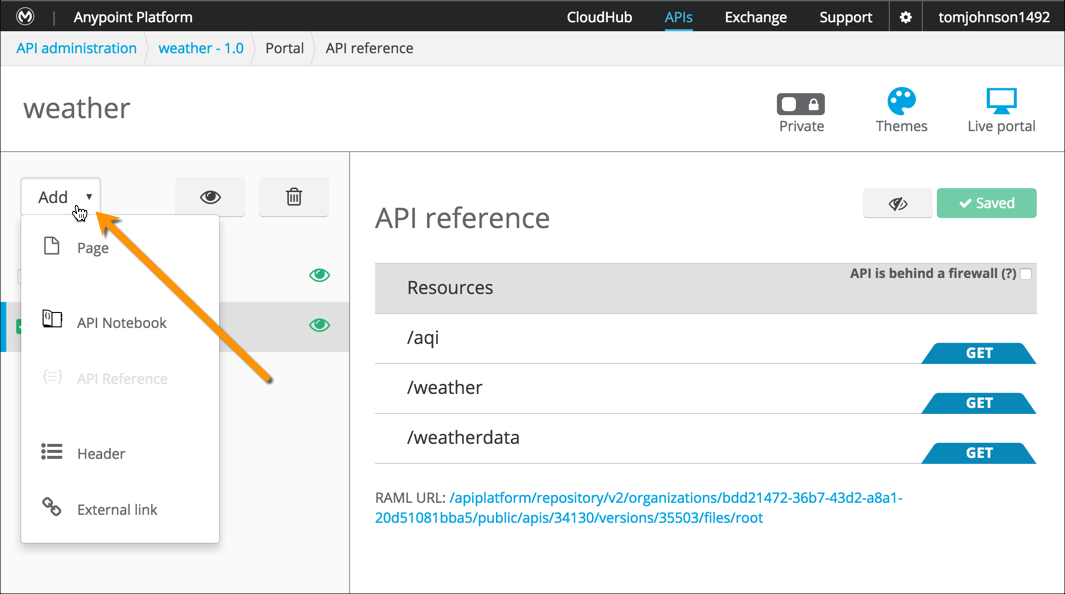 Anypoint Platform
CloudHub
APIs
Exchange
Support
tomjohnson1492
API administration
weather - 1.0
Portal
API reference
weather
Private
Themes
Live portal
Add
Page
API Notebook
API Reference
Header
External link
API reference
Saved
Resources
API is behind a firewall (?)
/aqi
GET
/weather
GET
/weatherdata
GET
RAML URL: /apiplatform/repository/v2/organizations/bdd21472-36b7-43d2-a8a1-
20d51081bba5/public/apis/34130/versions/35503/files/root